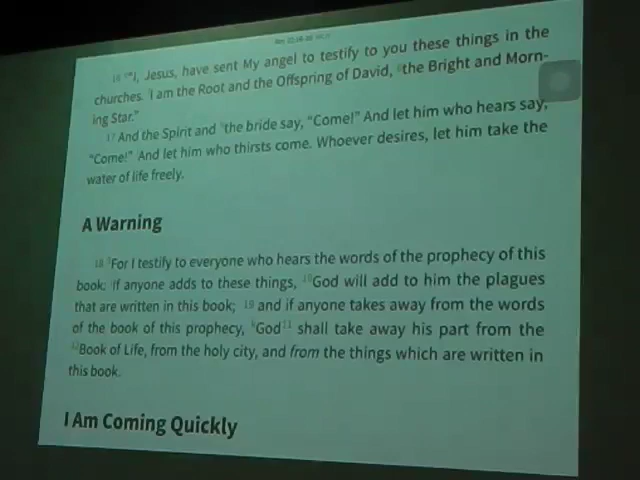 16 "I, Jesus, have sent My angel to testify to you these things in the
churches. I am the Root and the Offspring of David, the Bright and Morn-
ing Star."
17 And the Spirit and the bride say, "Come!" And let him who hears say,
"Come!" And let him who thirsts come. Whoever desires, let him take the
water of life freely.
A Warning
18 For I testify to everyone who hears the words of the prophecy of this
book: If anyone adds to these things, 10 God will add to him the plagues
that are written in this book; 19 and if anyone takes away from the words
of the book of this prophecy, God 11 shall take away his part from the
Book of Life, from the holy city, and from the things which are written in
this book.
I Am Coming Quickly